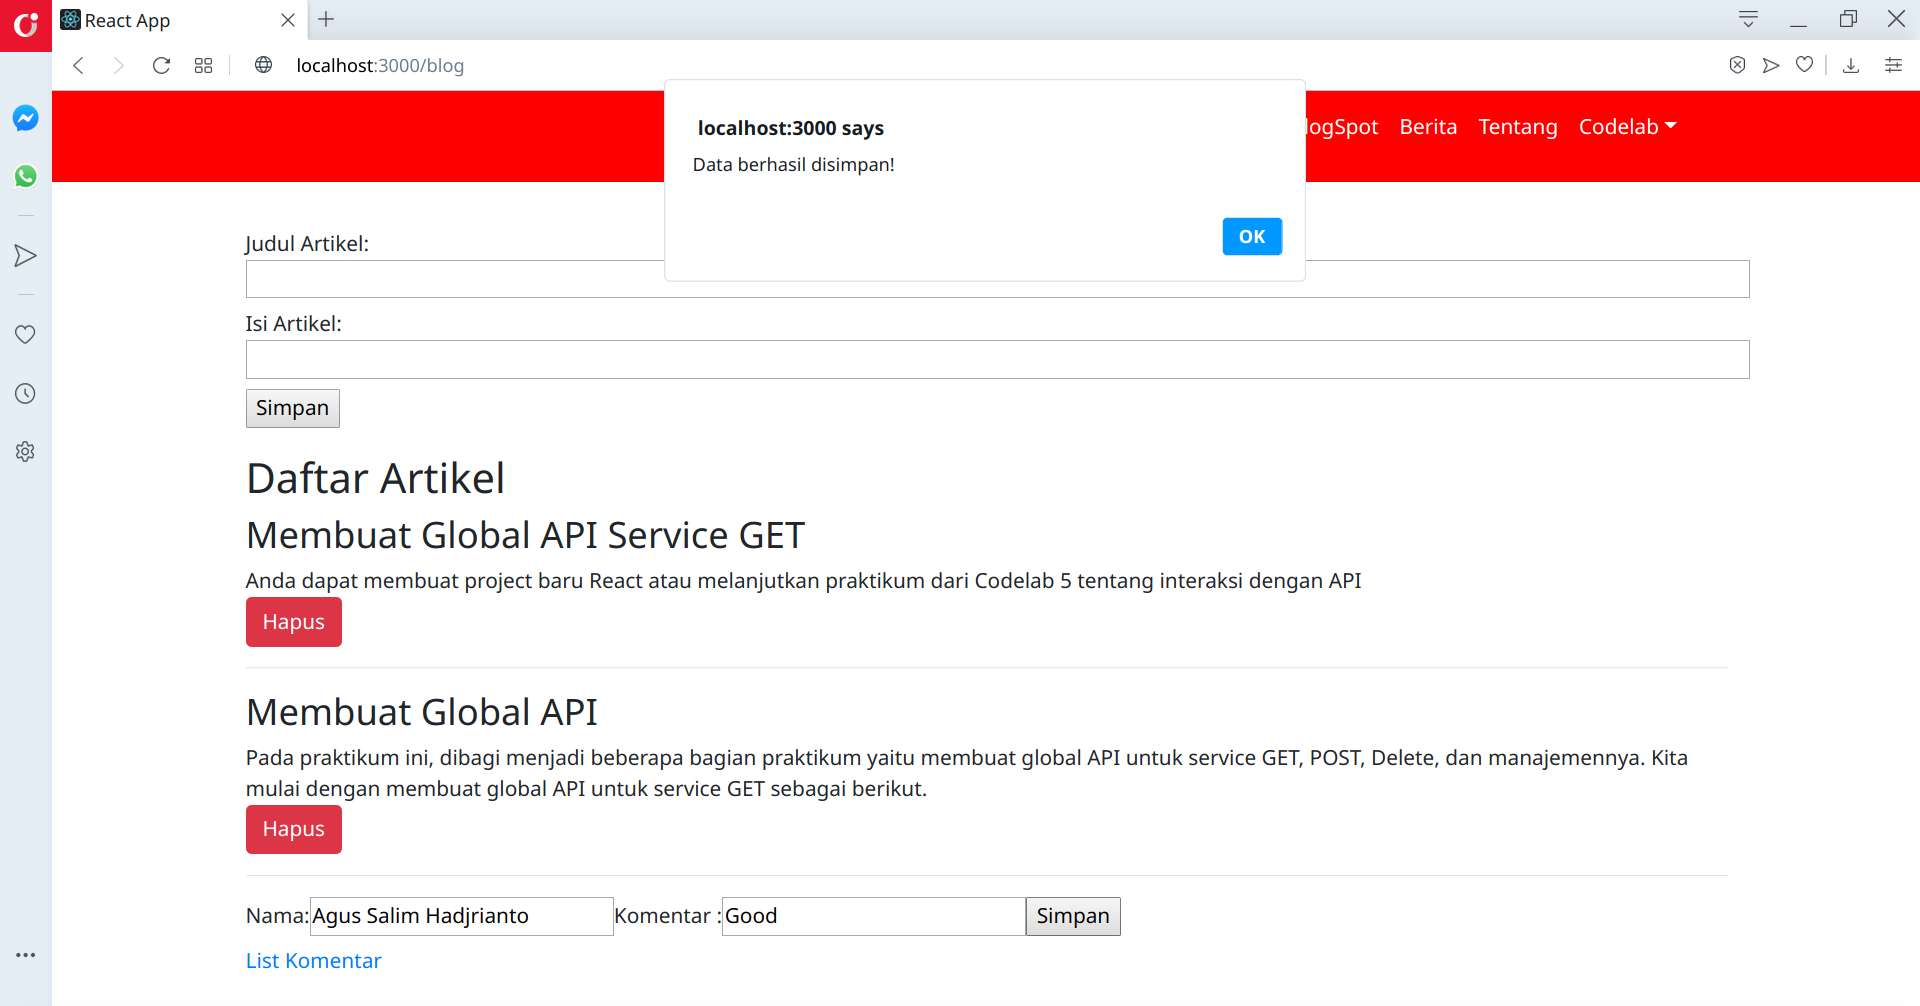 React App
localhost:3000/blog
localhost:3000 says
Data berhasil disimpan!
OK
logSpot Berita Tentang Codelab
Judul Artikel:
Isi Artikel:
Simpan
Daftar Artikel
Membuat Global API Service GET
Anda dapat membuat project baru React atau melanjutkan praktikum dari Codelab 5 tentang interaksi dengan API
Hapus
Membuat Global API
Pada praktikum ini, dibagi menjadi beberapa bagian praktikum yaitu membuat global API untuk service GET, POST, Delete, dan manajemennya. Kita
mulai dengan membuat global API untuk service GET sebagai berikut.
Hapus
Nama: Agus Salim Hadjrianto Komentar : Good Simpan
List Komentar